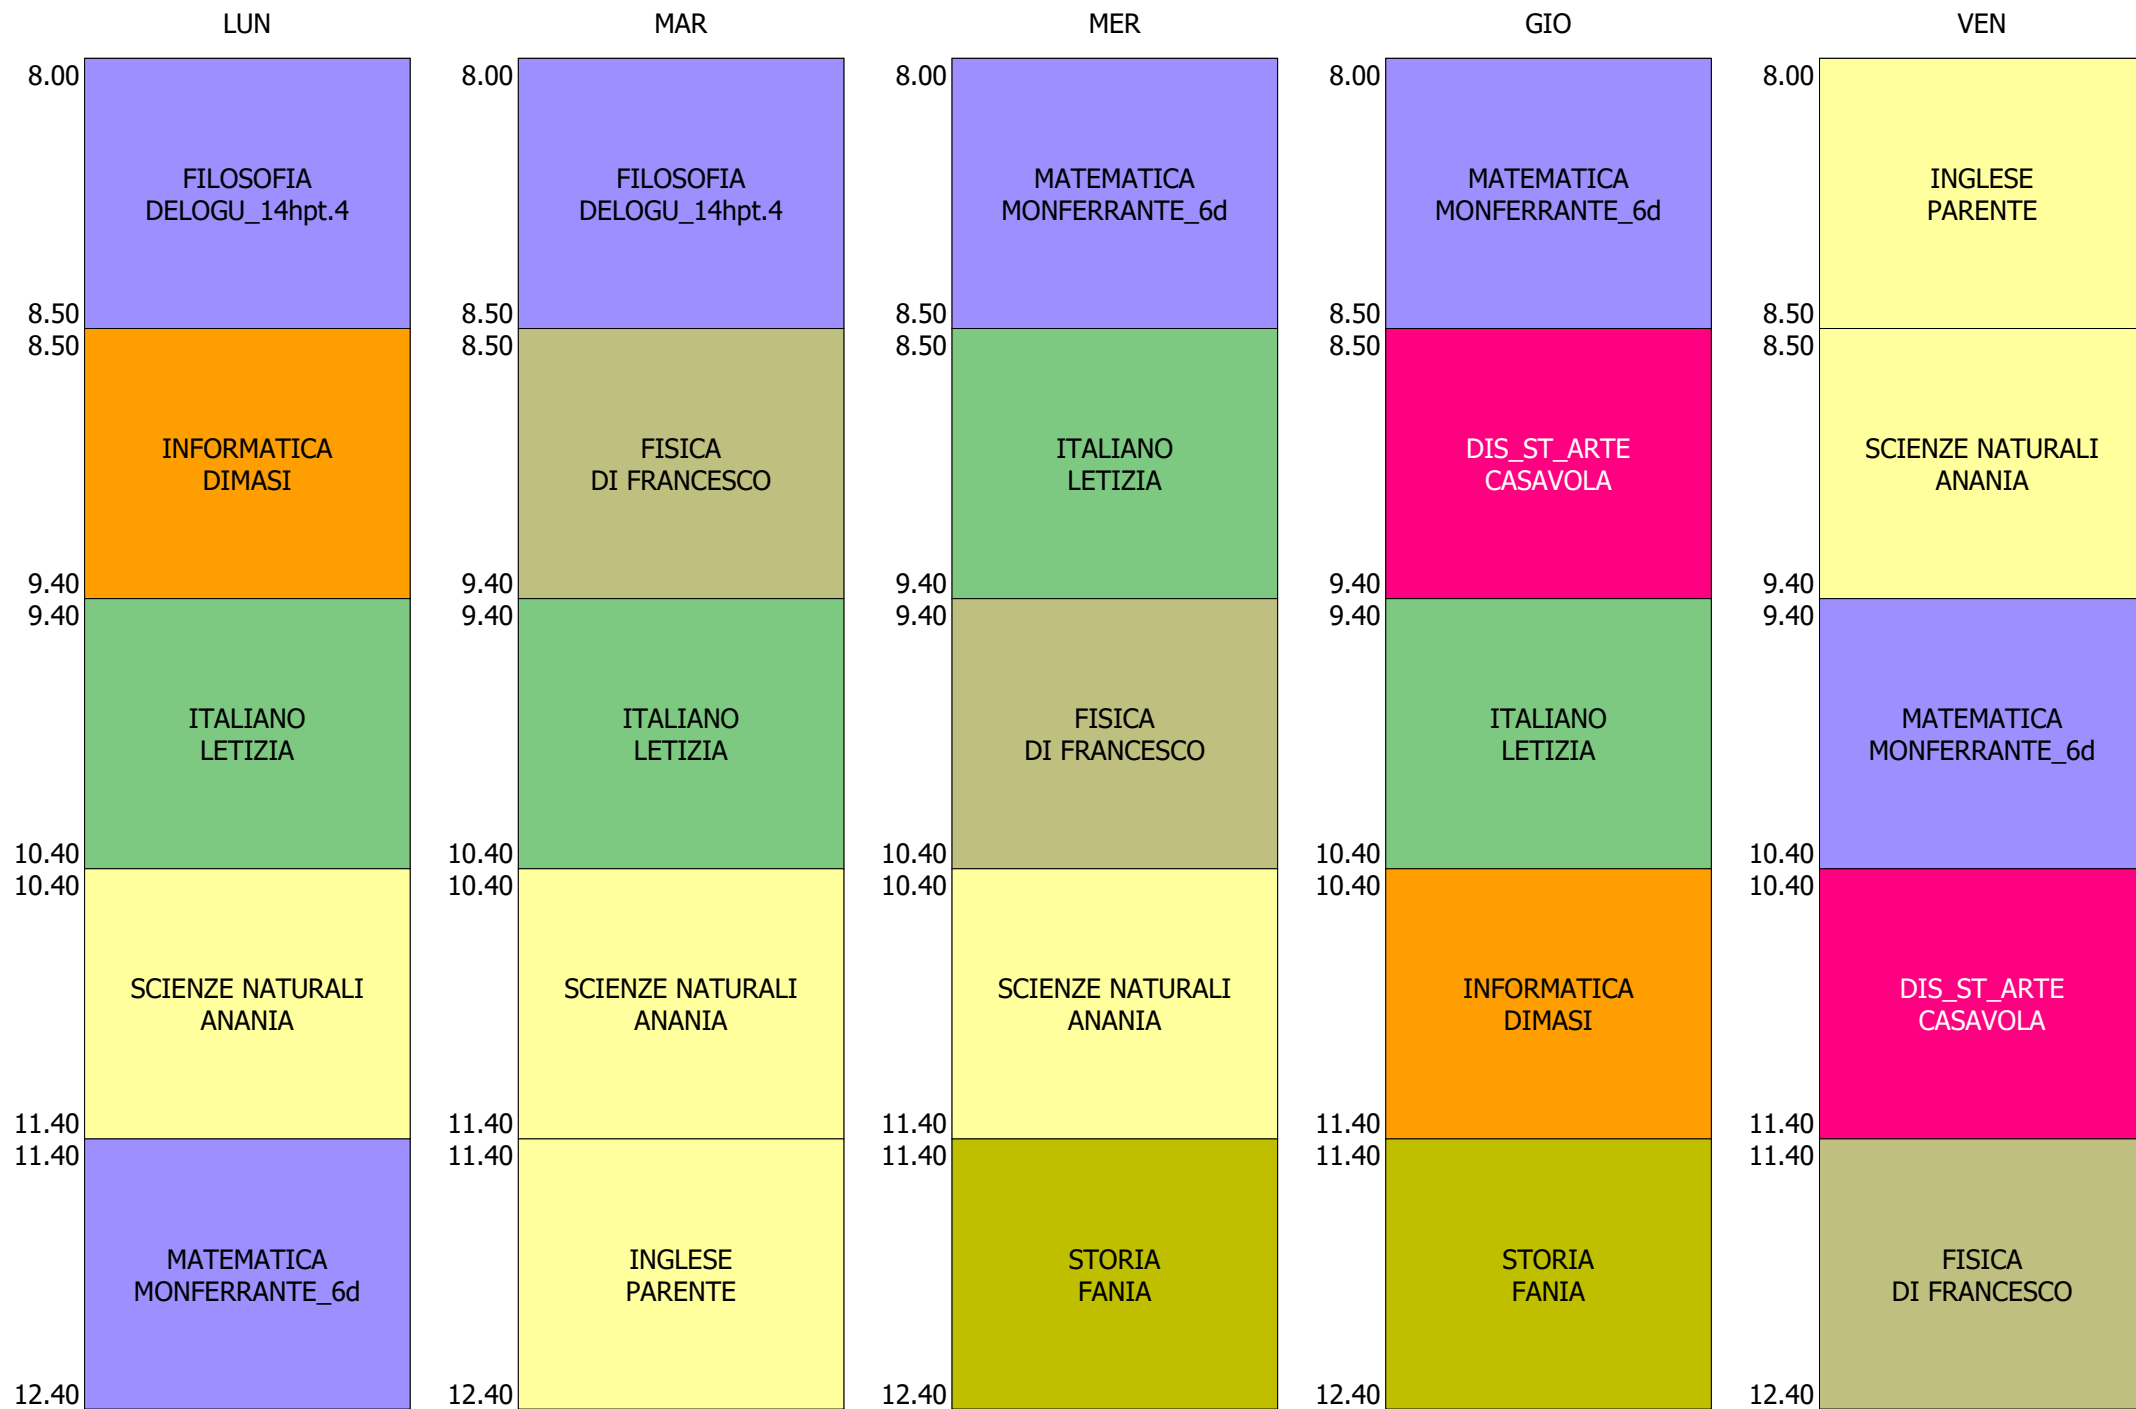 LUN
MAR
MER
GIO
VEN
8.00
8.00
8.00
8.00
8.00
FILOSOFIA
DELOGU_14hpt.4
FILOSOFIA
DELOGU_14hpt.4
MATEMATICA
MONFERRANTE_6d
MATEMATICA
MONFERRANTE_6d
INGLESE
PARENTE
8.50
8.50
8.50
8.50
8.50
8.50
8.50
8.50
8.50
8.50
INFORMATICA
DIMASI
FISICA
DI FRANCESCO
ITALIANO
LETIZIA
DIS_ST_ARTE
CASAVOLA
SCIENZE NATURALI
ANANIA
9.40
9.40
9.40
9.40
9.40
9.40
9.40
9.40
9.40
9.40
ITALIANO
LETIZIA
ITALIANO
LETIZIA
FISICA
DI FRANCESCO
ITALIANO
LETIZIA
MATEMATICA
MONFERRANTE_6d
10.40
10.40
10.40
10.40
10.40
10.40
10.40
10.40
10.40
10.40
SCIENZE NATURALI
ANANIA
SCIENZE NATURALI
ANANIA
SCIENZE NATURALI
ANANIA
INFORMATICA
DIMASI
DIS_ST_ARTE
CASAVOLA
11.40
11.40
11.40
11.40
11.40
11.40
11.40
11.40
11.40
11.40
MATEMATICA
MONFERRANTE_6d
INGLESE
PARENTE
STORIA
FANIA
STORIA
FANIA
FISICA
DI FRANCESCO
12.40
12.40
12.40
12.40
12.40